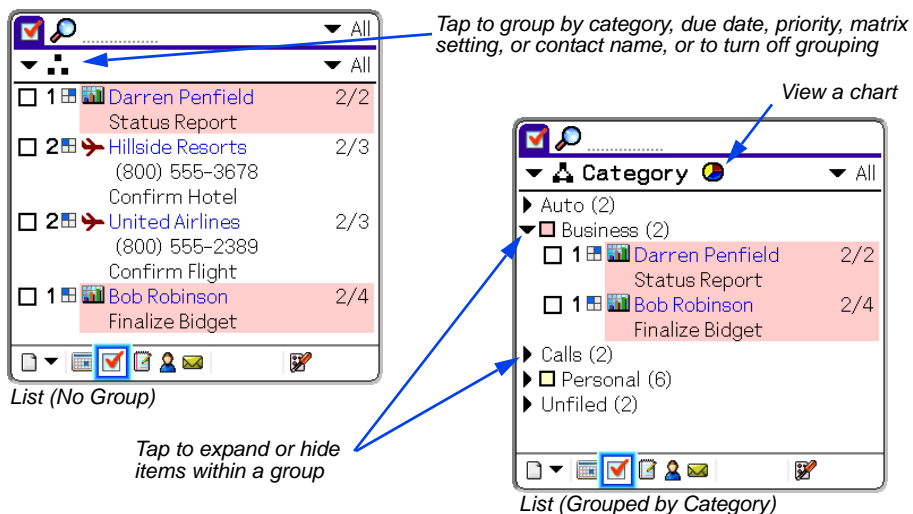 All
Tap to group by category, due date, priority, matrix
setting, or contact name, or to turn off grouping
All
1 Darren Penfield 2/2
Status Report
2 Hillside Resorts 2/3
(800) 555-3678
Confirm Hotel
2 United Airlines 2/3
(800) 555-2389
Confirm Flight
1 Bob Robinson 2/4
Finalize Bidget
List (No Group)
View a chart
Category All
Auto (2)
Business (2)
1 Darren Penfield 2/2
Status Report
1 Bob Robinson 2/4
Finalize Bidget
Calls (2)
Personal (6)
Unfiled (2)
Tap to expand or hide
items within a group
List (Grouped by Category)